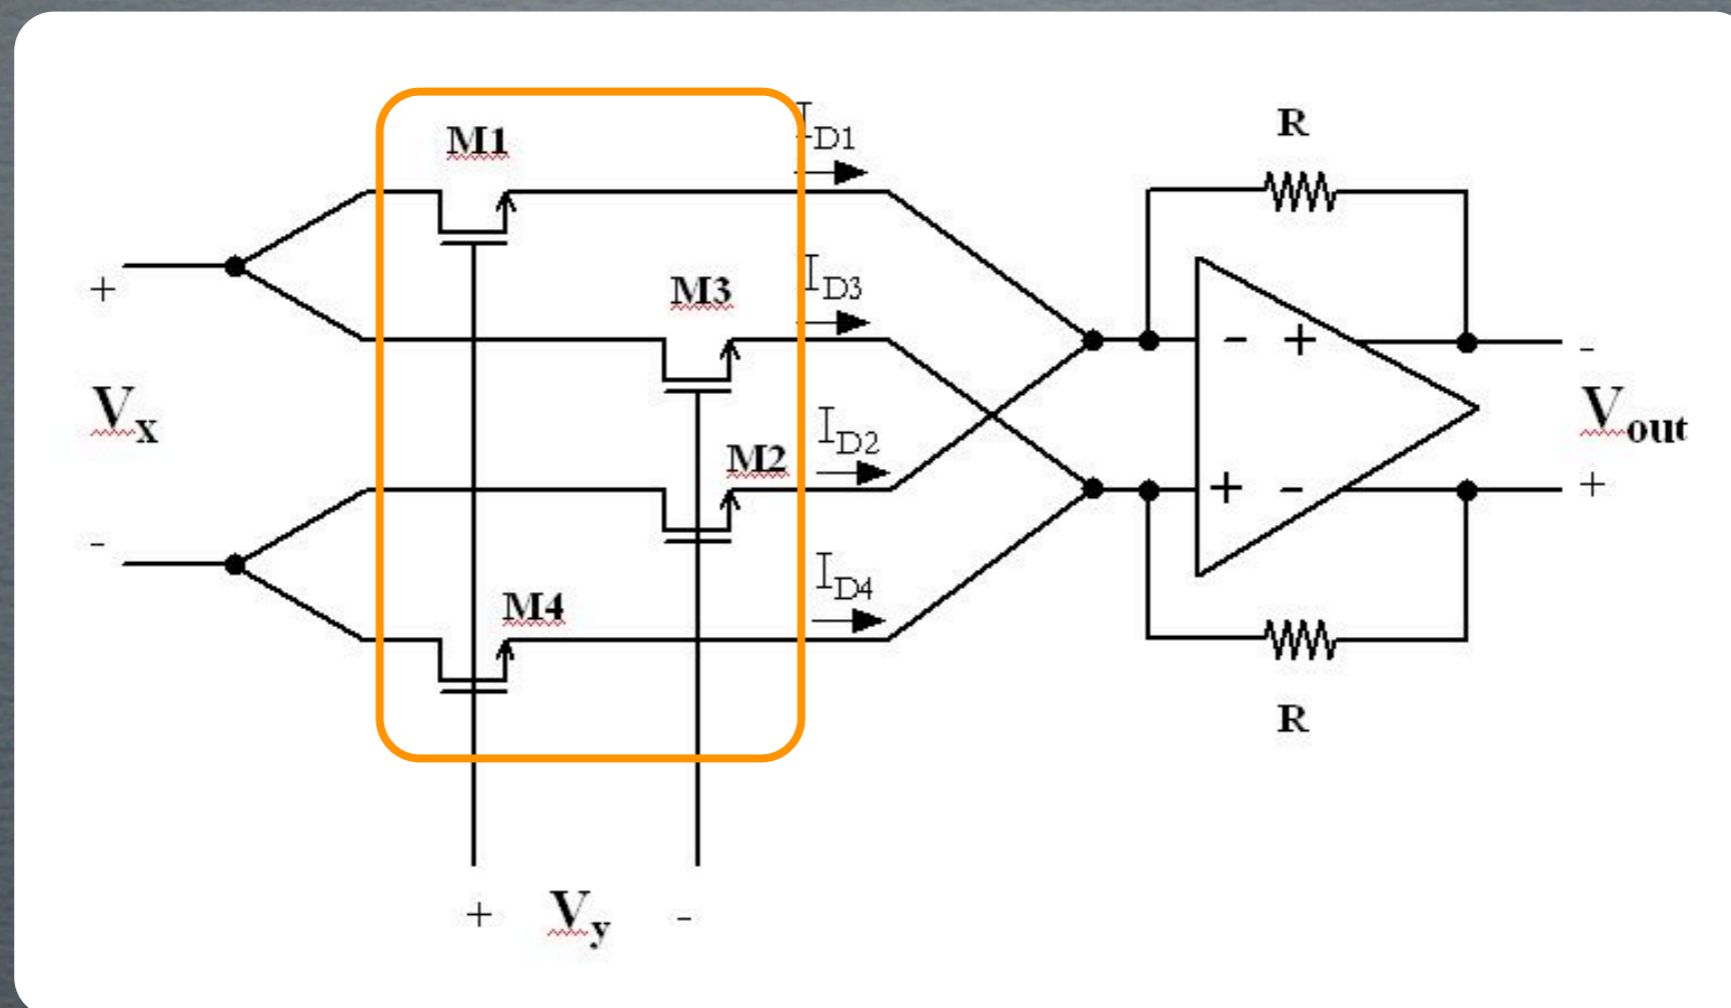 M1
I_D1
R
+
M3
I_D3
- +
-
V_x
I_D2
V_out
M2
+ -
+
-
I_D4
M4
R
+ V_y -